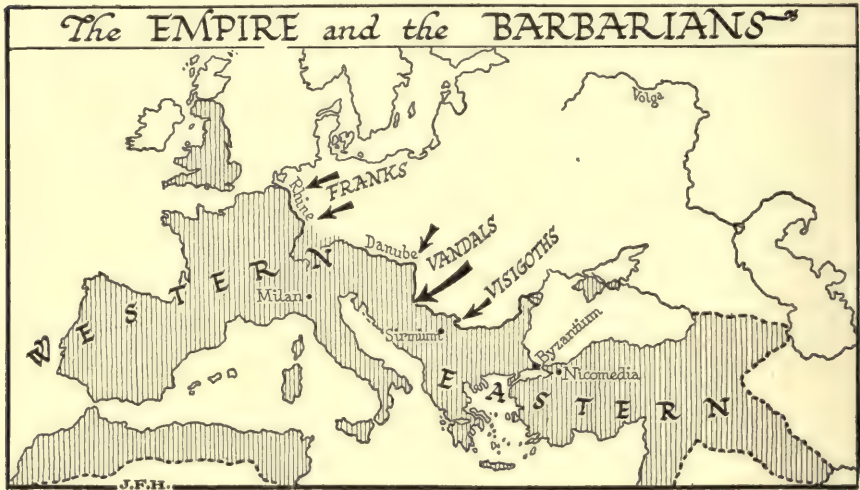 The EMPIRE and the BARBARIANS
Volga
Rhine
FRANKS
Danube
VANDALS
VISIGOTHS
WESTERN
Milan
Sirmium
Byzantium
Nicomedia
EASTERN
J.F.H.